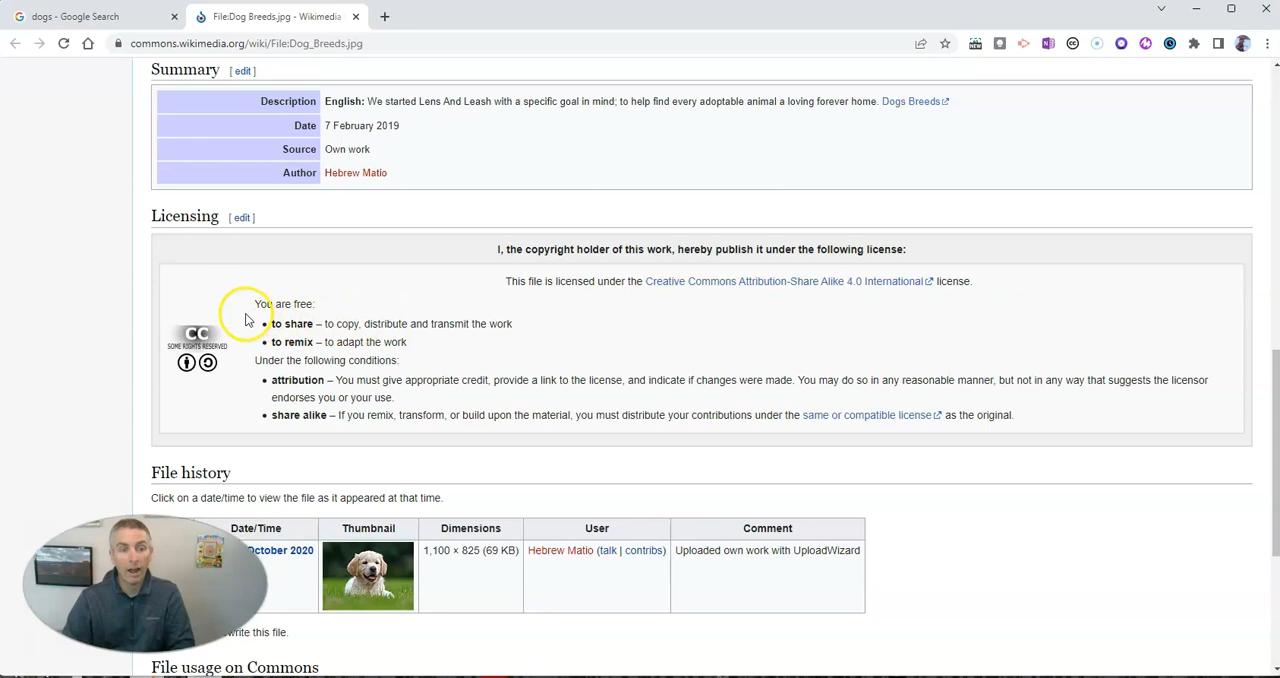 dogs - Google Search
File:Dog Breeds.jpg - Wikimedia
commons.wikimedia.org/wiki/File:Dog_Breeds.jpg
Summary [ edit ]
Description English: We started Lens And Leash with a specific goal in mind; to help find every adoptable animal a loving forever home. Dogs Breeds
Date 7 February 2019
Source Own work
Author Hebrew Matio
Licensing [ edit ]
I, the copyright holder of this work, hereby publish it under the following license:
This file is licensed under the Creative Commons Attribution-Share Alike 4.0 International license.
You are free:
• to share – to copy, distribute and transmit the work
• to remix – to adapt the work
Under the following conditions:
• attribution – You must give appropriate credit, provide a link to the license, and indicate if changes were made. You may do so in any reasonable manner, but not in any way that suggests the licensor
endorses you or your use.
• share alike – If you remix, transform, or build upon the material, you must distribute your contributions under the same or compatible license as the original.
CC
SOME RIGHTS RESERVED
File history
Click on a date/time to view the file as it appeared at that time.
Date/Time Thumbnail Dimensions User Comment
October 2020 1,100 × 825 (69 KB) Hebrew Matio (talk | contribs) Uploaded own work with UploadWizard
this file.
File usage on Commons